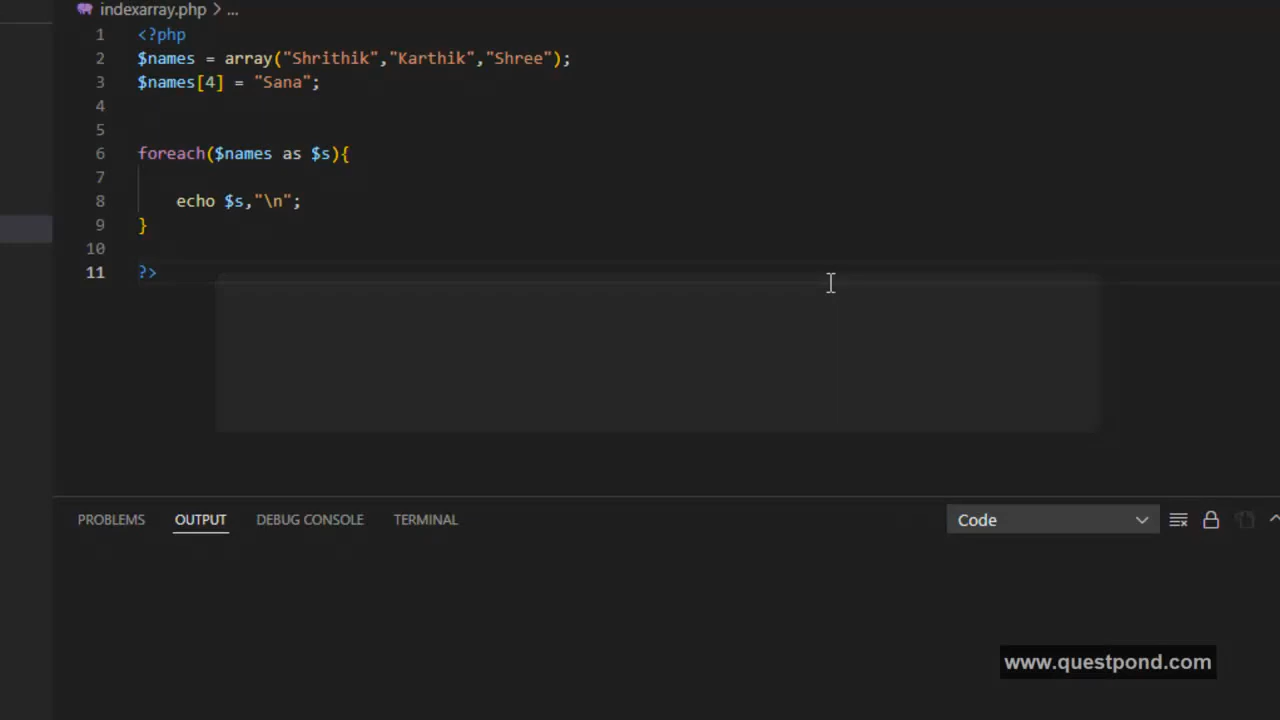 indexarray.php > ...
1 <?php
2 $names = array("Shrithik","Karthik","Shree");
3 $names[4] = "Sana";
4
5
6 foreach($names as $s){
7
8 echo $s,"\n";
9 }
10
11 ?>
PROBLEMS OUTPUT DEBUG CONSOLE TERMINAL Code
www.questpond.com